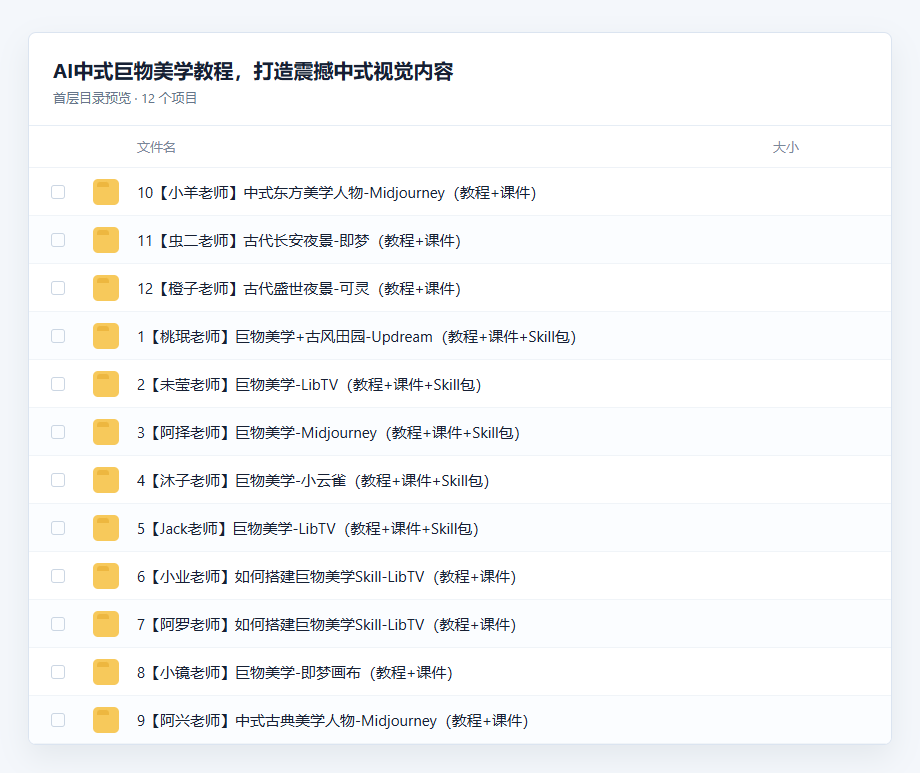 AI中式巨物美学教程，打造震撼中式视觉内容
首层目录预览 · 12 个项目
文件名 大小
10【小羊老师】中式东方美学人物-Midjourney（教程+课件）
11【虫二老师】古代长安夜景-即梦（教程+课件）
12【橙子老师】古代盛世夜景-可灵（教程+课件）
1【桃珉老师】巨物美学+古风田园-Updream（教程+课件+Skill包）
2【未莹老师】巨物美学-LibTV（教程+课件+Skill包）
3【阿择老师】巨物美学-Midjourney（教程+课件+Skill包）
4【沐子老师】巨物美学-小云雀（教程+课件+Skill包）
5【Jack老师】巨物美学-LibTV（教程+课件+Skill包）
6【小业老师】如何搭建巨物美学Skill-LibTV（教程+课件）
7【阿罗老师】如何搭建巨物美学Skill-LibTV（教程+课件）
8【小镜老师】巨物美学-即梦画布（教程+课件）
9【阿兴老师】中式古典美学人物-Midjourney（教程+课件）